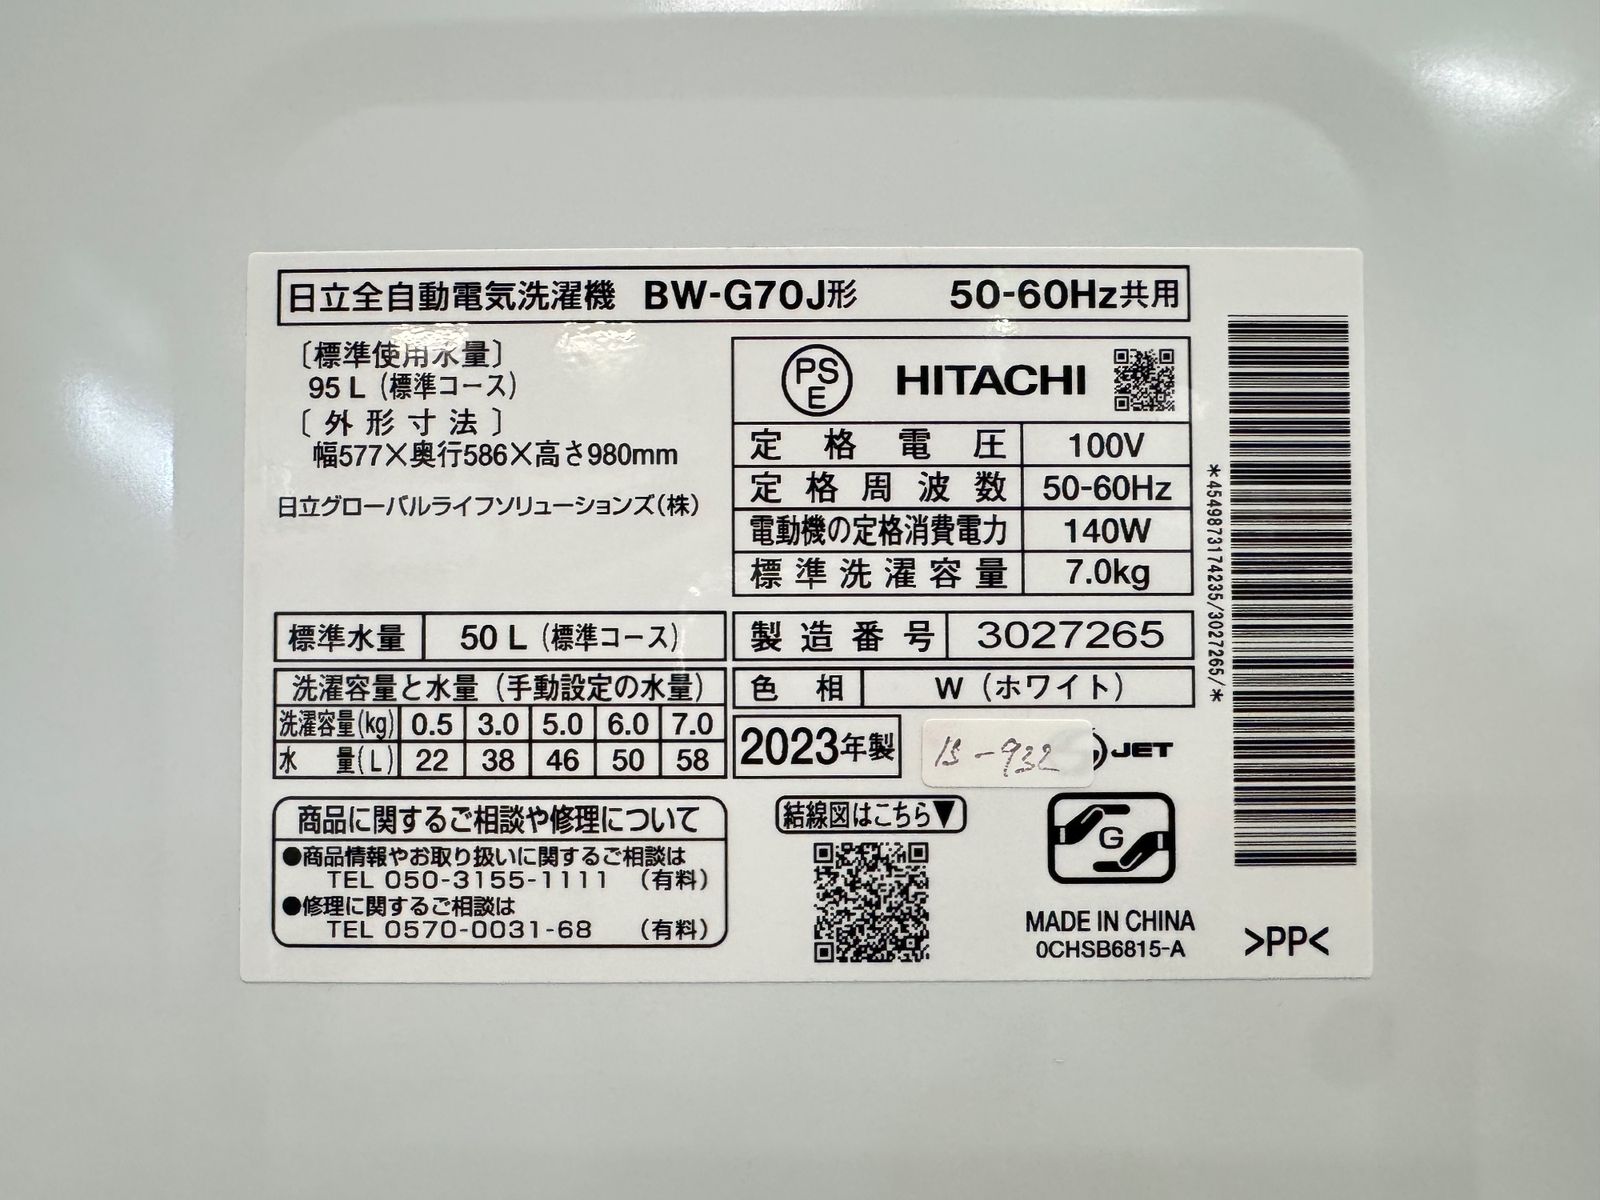 日立全自動電気洗濯機 BW-G70J形 50-60Hz共用
〔標準使用水量〕
95 L (標準コース)
〔外形寸法〕
幅577×奥行586×高さ980mm
日立グローバルライフソリューションズ(株)
PS
E
HITACHI
定格電圧 100V
定格周波数 50-60Hz
電動機の定格消費電力 140W
標準洗濯容量 7.0kg
標準水量 50 L (標準コース)
洗濯容量と水量 (手動設定の水量)
洗濯容量(kg) 0.5 3.0 5.0 6.0 7.0
水量(L) 22 38 46 50 58
製造番号 3027265
色相 W (ホワイト)
2023年製
JET
商品に関するご相談や修理について
●商品情報やお取り扱いに関するご相談は
TEL 050-3155-1111 (有料)
●修理に関するご相談は
TEL 0570-0031-68 (有料)
結線図はこちら▼
G
MADE IN CHINA
0CHSB6815-A
*4549873174235/3027265/*
>PP<